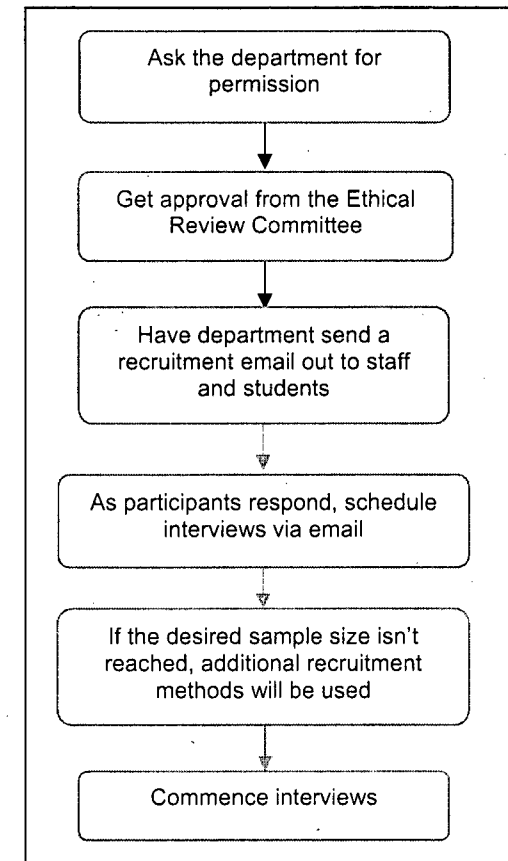 Ask the department for
permission
Get approval from the Ethical
Review Committee
Have department send a
recruitment email out to staff
and students
As participants respond, schedule
interviews via email
If the desired sample size isn't
reached, additional recruitment
methods will be used
Commence interviews